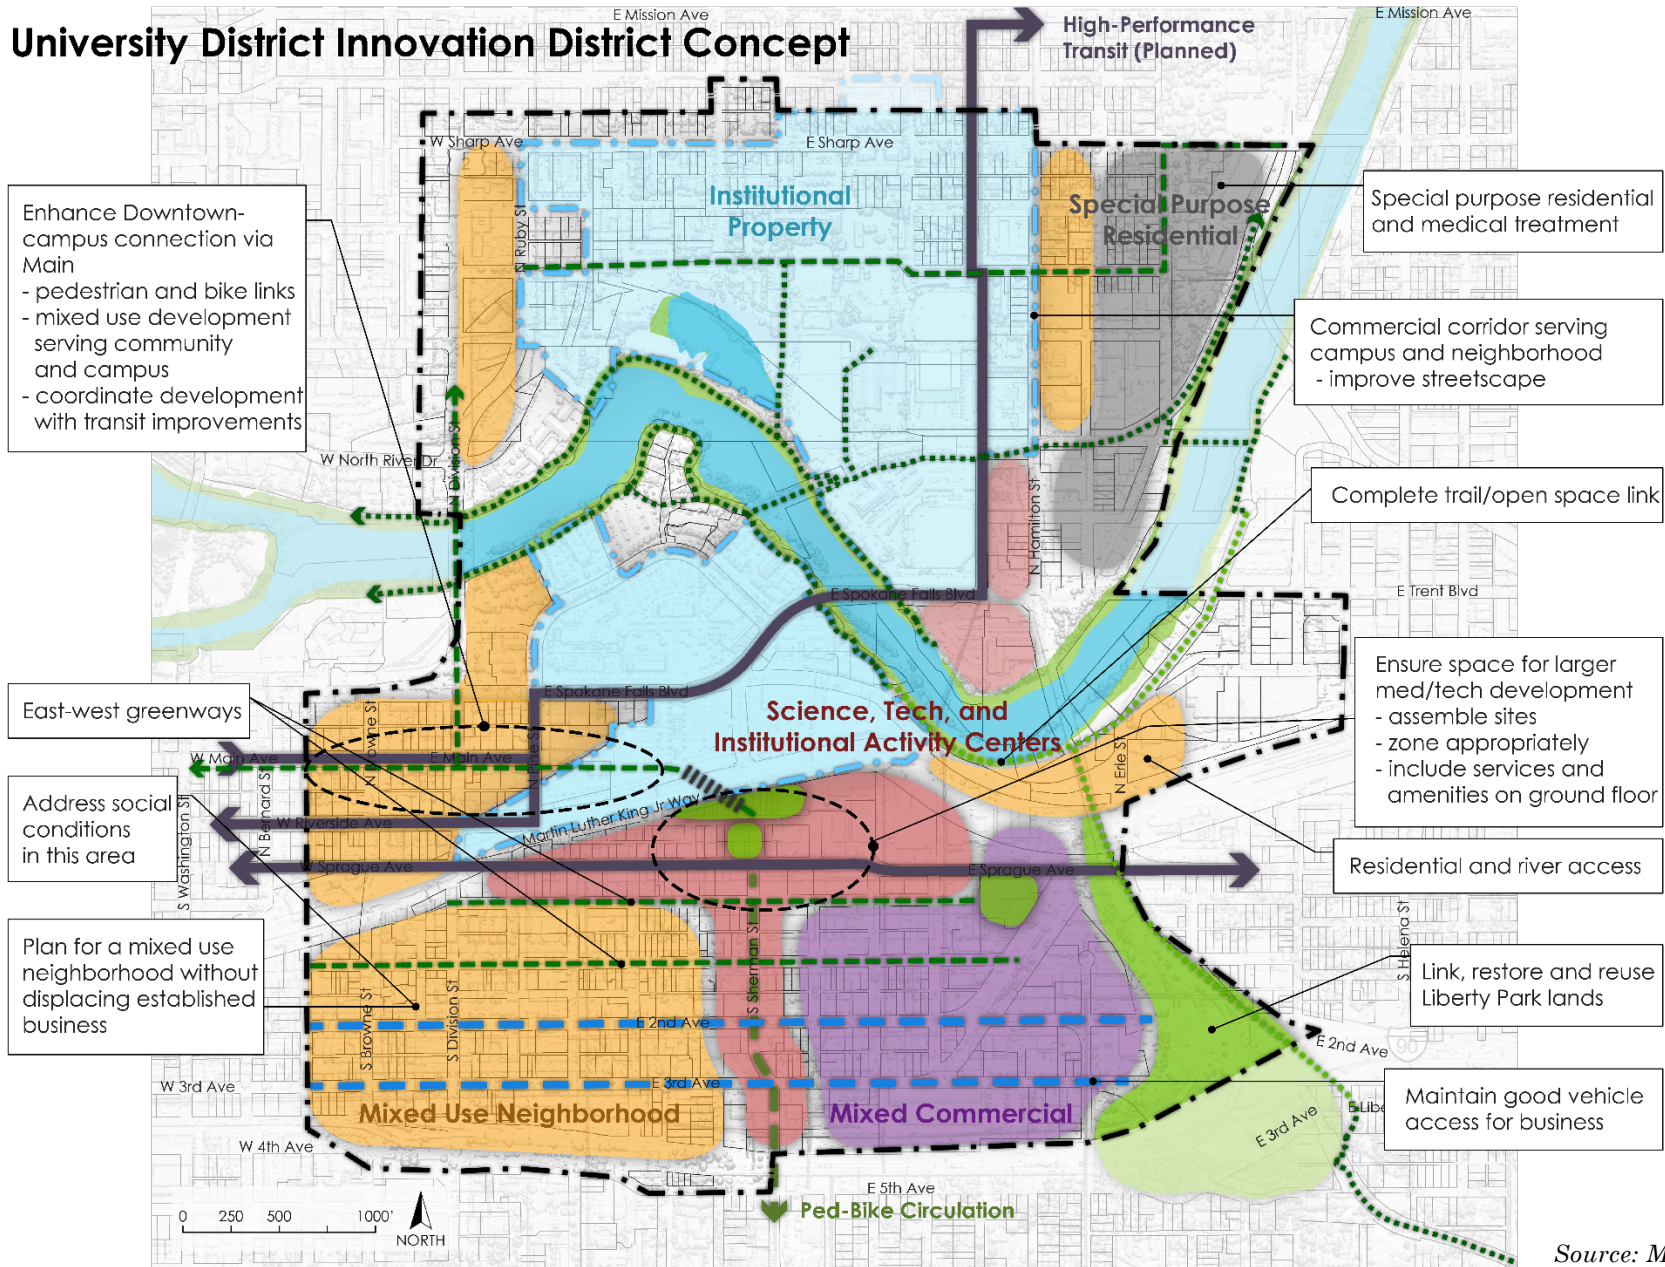 University District Innovation District Concept
E Mission Ave
E Mission Ave
High-Performance
Transit (Planned)
W Sharp Ave
E Sharp Ave
Institutional
Property
N Ruby St
Special Purpose
Residential
Special purpose residential
and medical treatment
Enhance Downtown-
campus connection via
Main
- pedestrian and bike links
- mixed use development
serving community
and campus
- coordinate development
with transit improvements
Commercial corridor serving
campus and neighborhood
- improve streetscape
W North River Dr
N Division St
N Hamilton St
Complete trail/open space link
E Spokane Falls Blvd
E Trent Blvd
East-west greenways
E Spokane Falls Blvd
Science, Tech, and
Institutional Activity Centers
Ensure space for larger
med/tech development
- assemble sites
- zone appropriately
- include services and
amenities on ground floor
N Browne St
W Main Ave
E Main Ave
N Pine St
N Erie St
N Bernard St
S Washington St
Address social
conditions
in this area
W Riverside Ave
Martin Luther King Jr Way
W Sprague Ave
E Sprague Ave
Residential and river access
Plan for a mixed use
neighborhood without
displacing established
business
S Browne St
S Division St
S Sherman St
S Helena St
Link, restore and reuse
Liberty Park lands
E 2nd Ave
E 2nd Ave
90
W 3rd Ave
E 3rd Ave
E 3rd Ave
E Libe
Maintain good vehicle
access for business
Mixed Use Neighborhood
Mixed Commercial
W 4th Ave
E 5th Ave
Ped-Bike Circulation
0 250 500 1000'
NORTH
Source: M